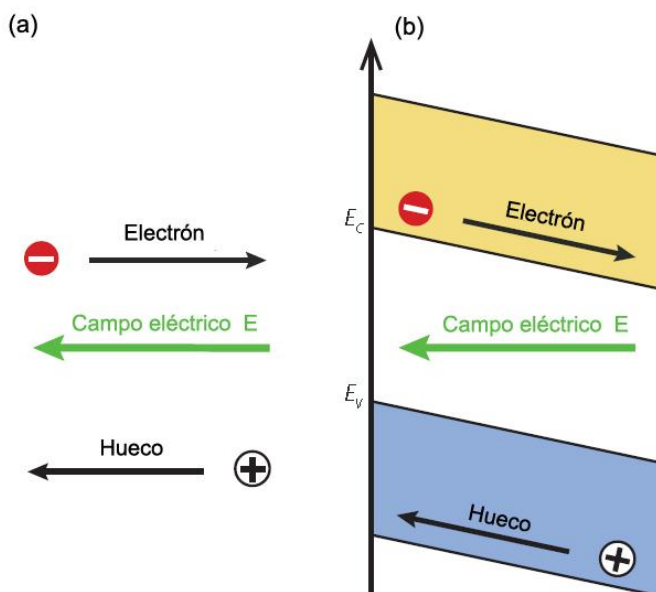 (a)
Electrón
Campo eléctrico E
Hueco
(b)
E_C
Electrón
Campo eléctrico E
E_V
Hueco